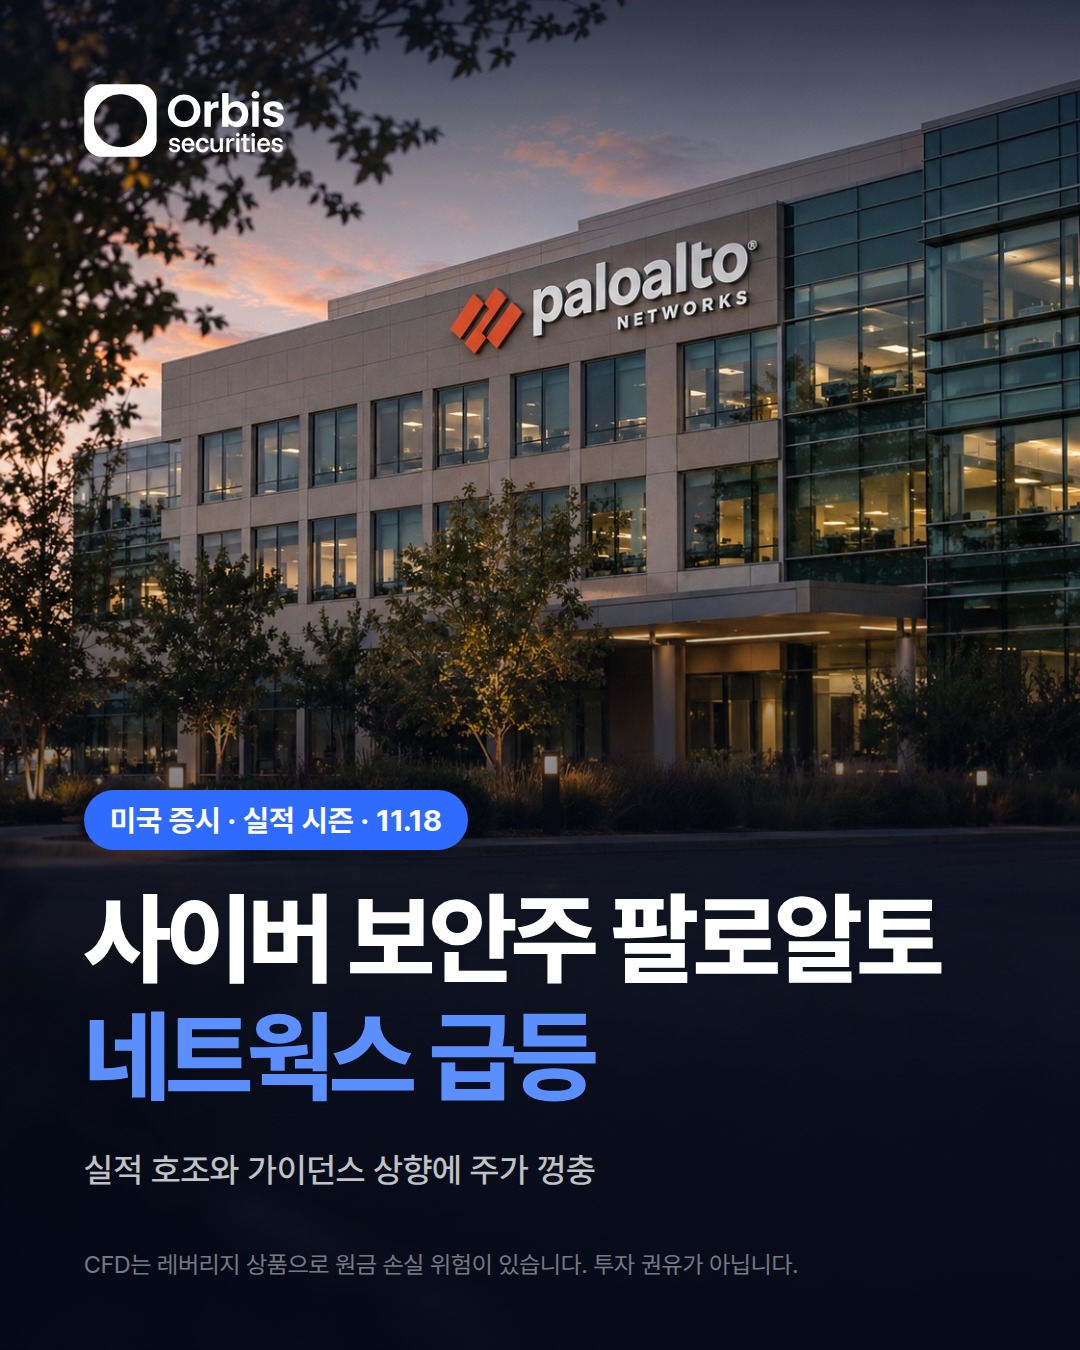 Orbis
securities
paloalto®
NETWORKS
미국 증시 · 실적 시즌 · 11.18
사이버 보안주 팔로알토
네트웍스 급등
실적 호조와 가이던스 상향에 주가 껑충
CFD는 레버리지 상품으로 원금 손실 위험이 있습니다. 투자 권유가 아닙니다.